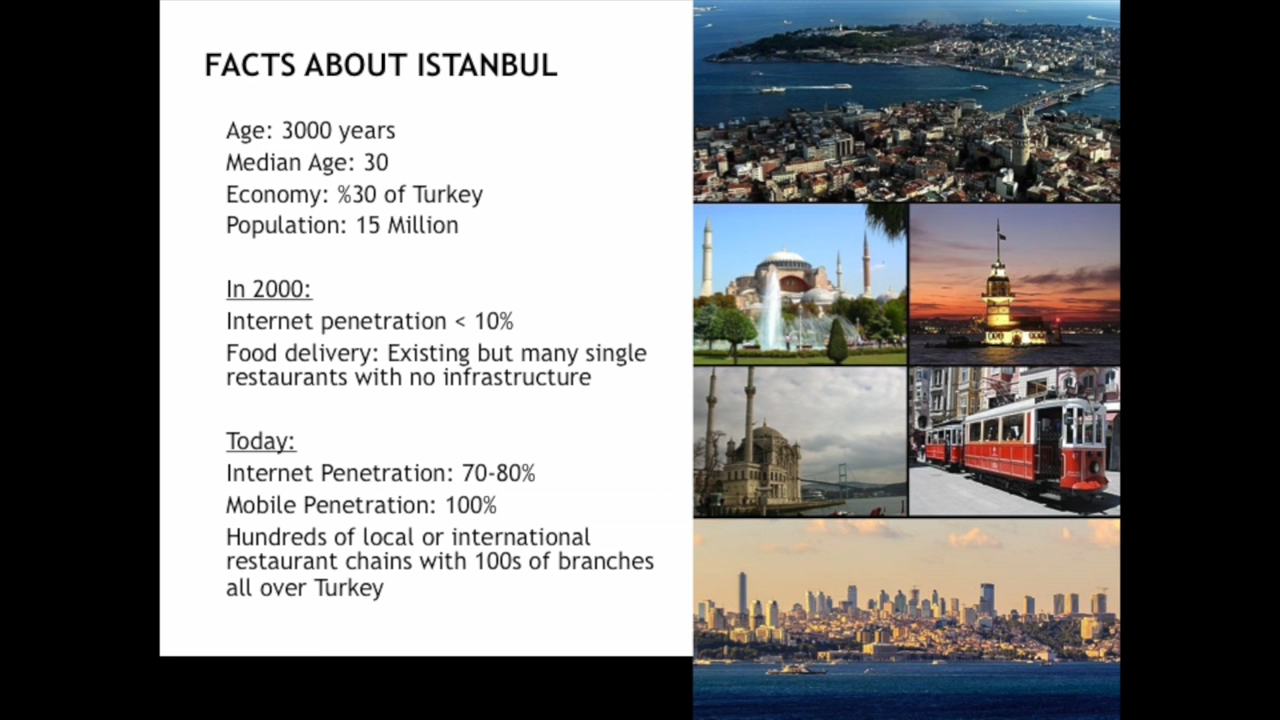 FACTS ABOUT ISTANBUL
Age: 3000 years
Median Age: 30
Economy: %30 of Turkey
Population: 15 Million
In 2000:
Internet penetration < 10%
Food delivery: Existing but many single
restaurants with no infrastructure
Today:
Internet Penetration: 70-80%
Mobile Penetration: 100%
Hundreds of local or international
restaurant chains with 100s of branches
all over Turkey